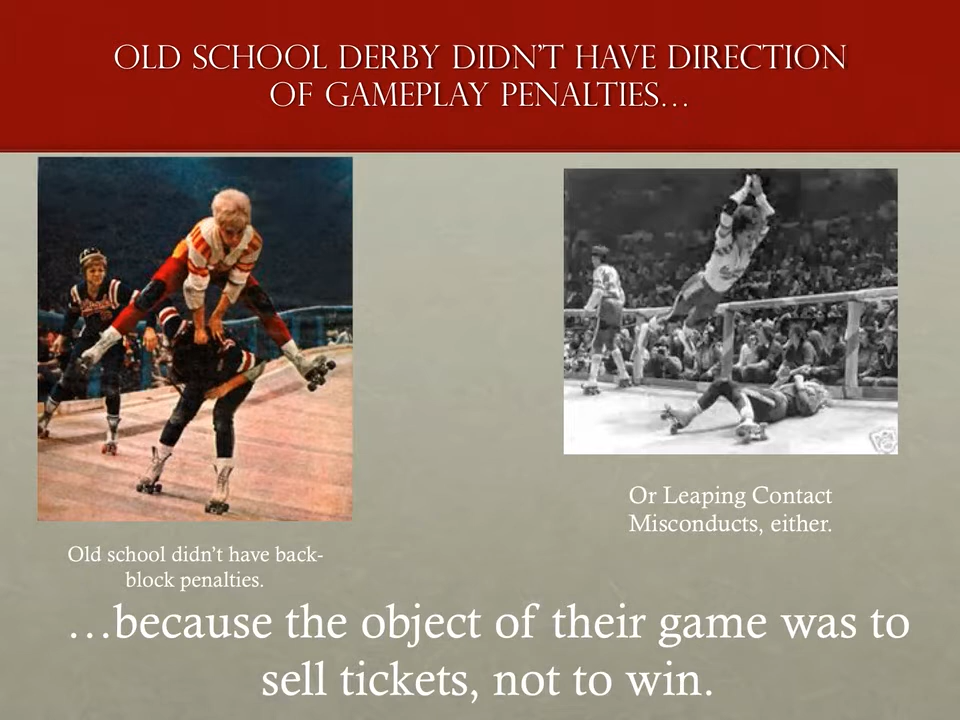 OLD SCHOOL DERBY DIDN'T HAVE DIRECTION
OF GAMEPLAY PENALTIES...
Or Leaping Contact
Misconducts, either.
Old school didn't have back-
block penalties.
...because the object of their game was to
sell tickets, not to win.